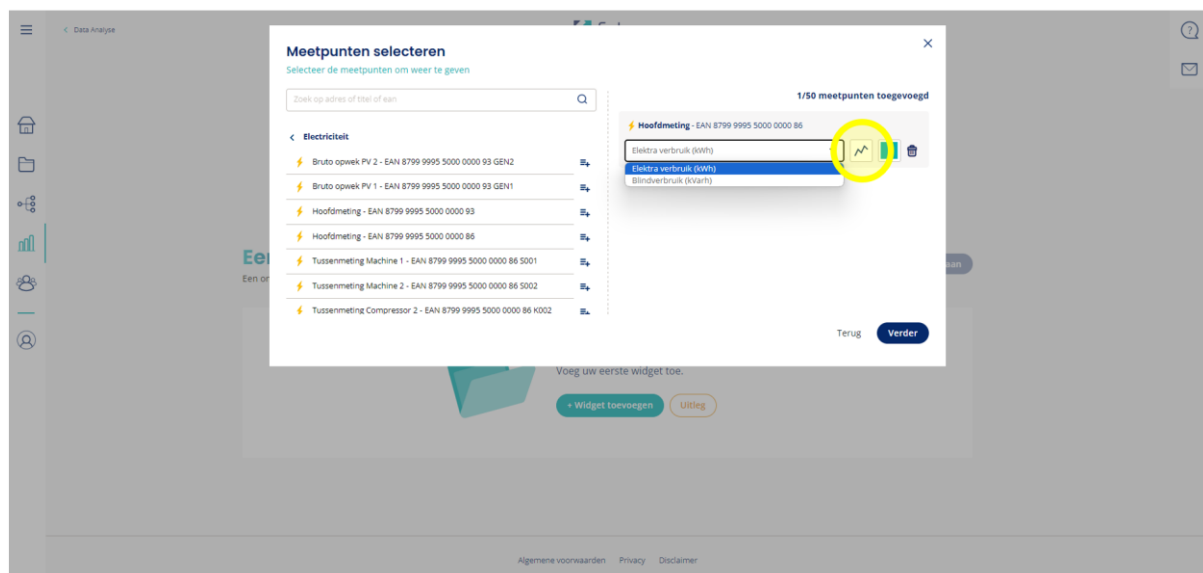 Data Analyse
Meetpunten selecteren
Selecteer de meetpunten om weer te geven
Zoek op adres of titel of ean
Electriciteit
Bruto opwek PV 2 - EAN 8799 9995 5000 0000 93 GEN2
Bruto opwek PV 1 - EAN 8799 9995 5000 0000 93 GEN1
Hoofdmeting - EAN 8799 9995 5000 0000 93
Hoofdmeting - EAN 8799 9995 5000 0000 86
Tussenmeting Machine 1 - EAN 8799 9995 5000 0000 86 S001
Tussenmeting Machine 2 - EAN 8799 9995 5000 0000 86 S002
Tussenmeting Compressor 2 - EAN 8799 9995 5000 0000 86 K002
1/50 meetpunten toegevoegd
Hoofdmeting - EAN 8799 9995 5000 0000 86
Elektra verbruik (kWh)
Elektra verbruik (kWh)
Blindverbruik (kVarh)
Terug
Verder
Voeg uw eerste widget toe.
+ Widget toevoegen
Uitleg
Algemene voorwaarden Privacy Disclaimer